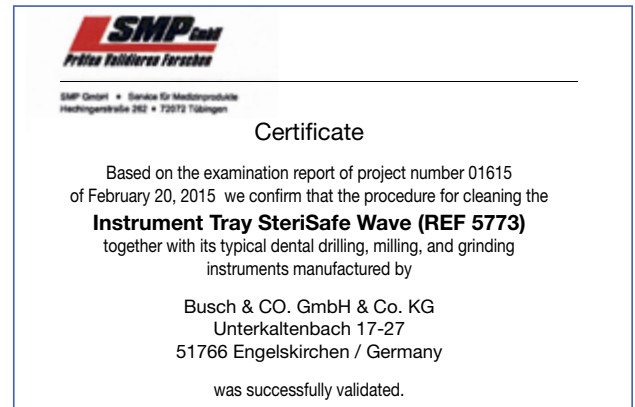 SMP GmbH
Prüfen Validieren Forschen
SMP GmbH • Service für Medizinprodukte
Hechingerstraße 262 • 72072 Tübingen
Certificate
Based on the examination report of project number 01615
of February 20, 2015 we confirm that the procedure for cleaning the
Instrument Tray SteriSafe Wave (REF 5773)
together with its typical dental drilling, milling, and grinding
instruments manufactured by
Busch & CO. GmbH & Co. KG
Unterkaltenbach 17-27
51766 Engelskirchen / Germany
was successfully validated.